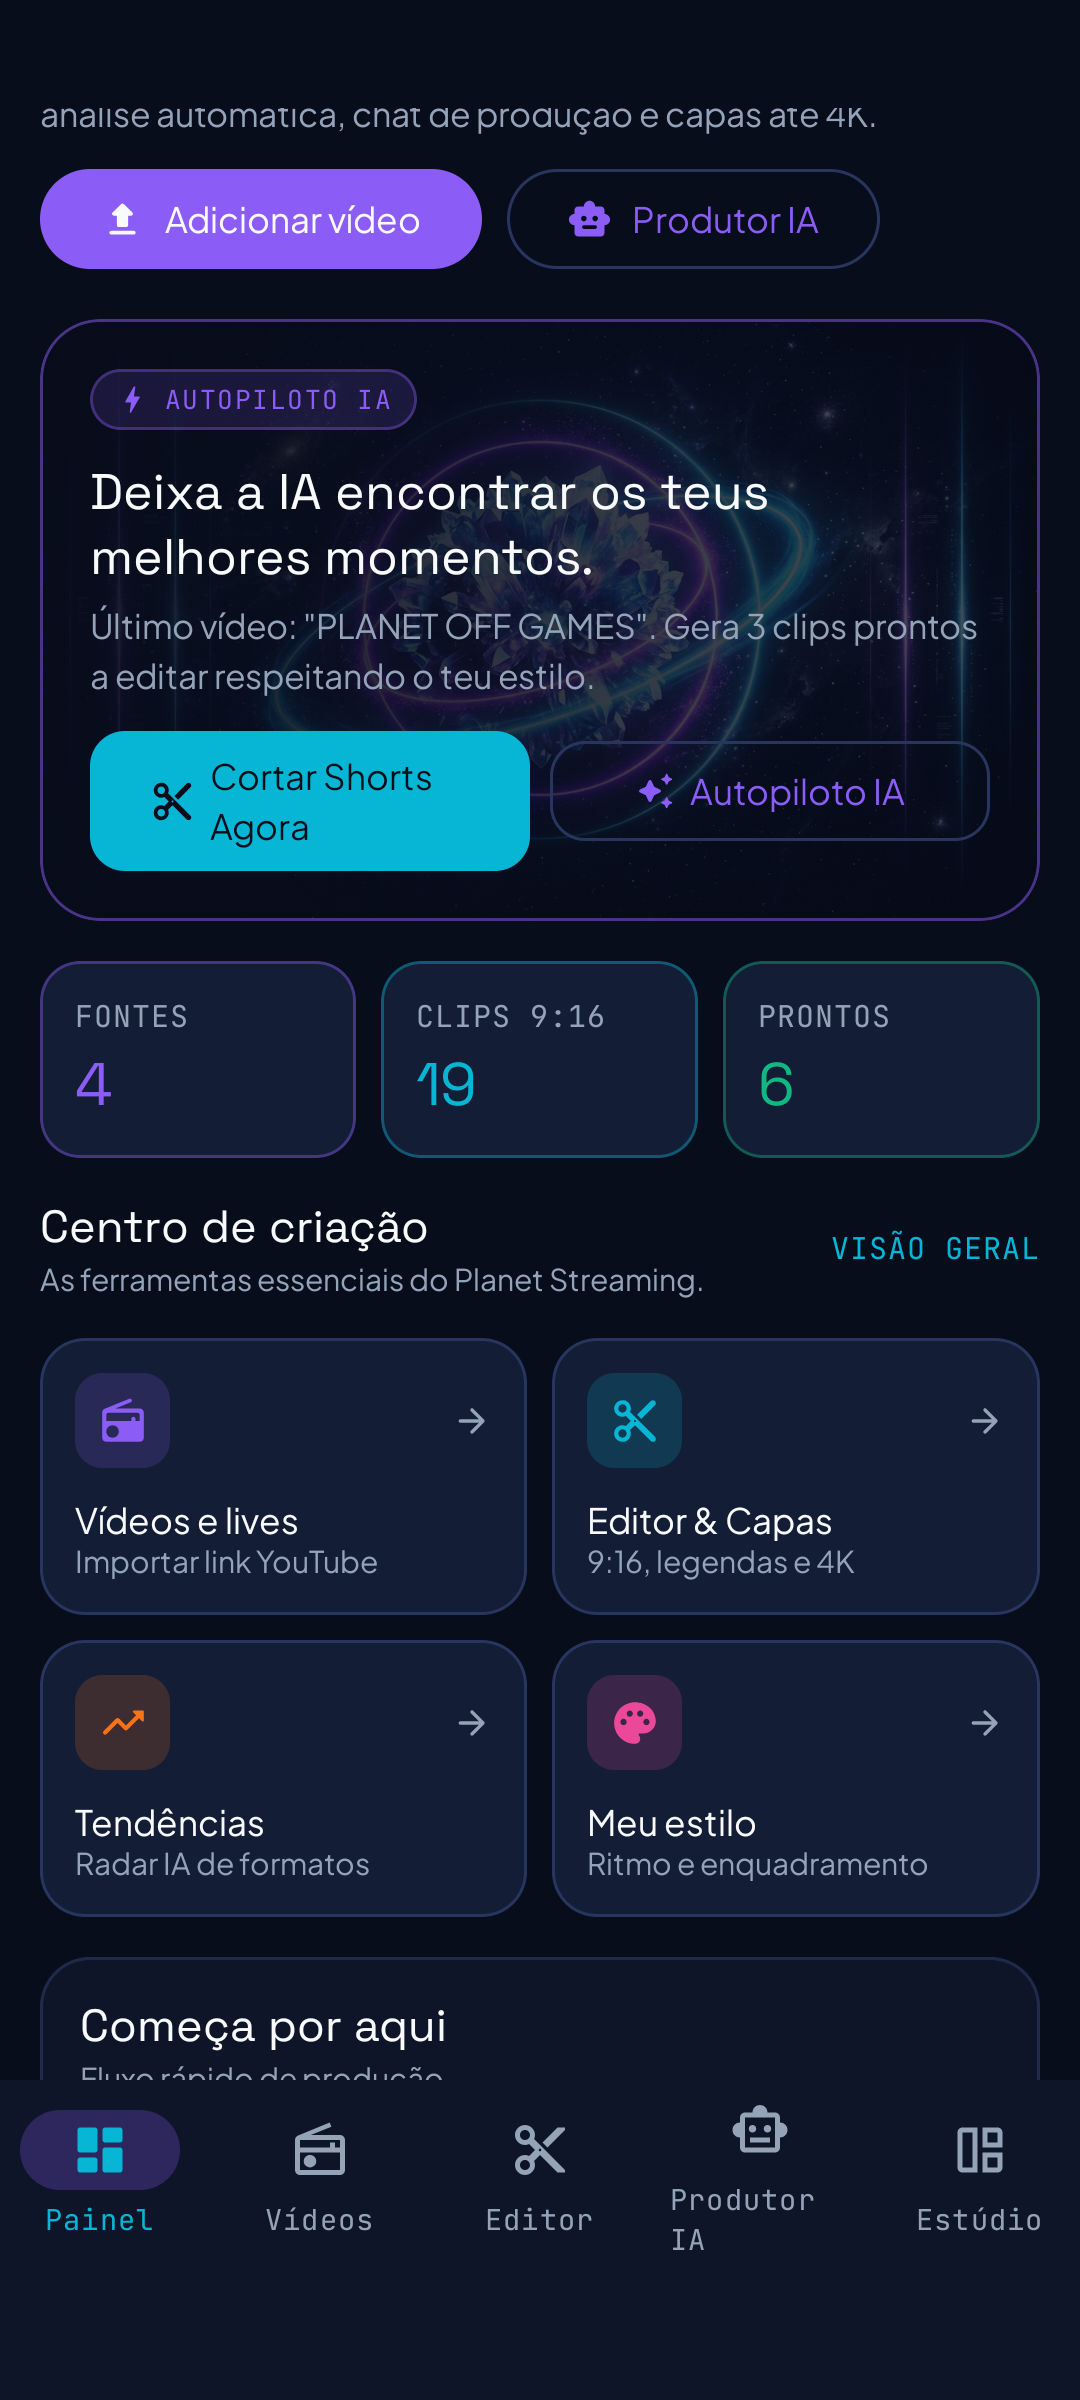 análise automática, chat de produção e capas até 4K.
Adicionar vídeo
Produtor IA
AUTOPILOTO IA
Deixa a IA encontrar os teus
melhores momentos.
Último vídeo: "PLANET OFF GAMES". Gera 3 clips prontos
a editar respeitando o teu estilo.
Cortar Shorts
Agora
Autopiloto IA
FONTES
4
CLIPS 9:16
19
PRONTOS
6
Centro de criação
As ferramentas essenciais do Planet Streaming.
VISÃO GERAL
Vídeos e lives
Importar link YouTube
Editor & Capas
9:16, legendas e 4K
Tendências
Radar IA de formatos
Meu estilo
Ritmo e enquadramento
Começa por aqui
Fluxo rápido de produção
Painel
Vídeos
Editor
Produtor
IA
Estúdio